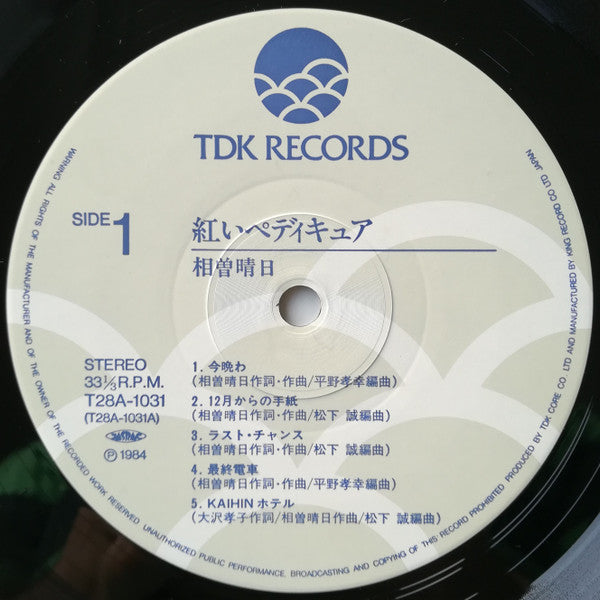 TDK RECORDS
SIDE 1
紅いペディキュア
相曽晴日
STEREO
33⅓R.P.M.
T28A-1031
(T28A-1031A)
JASRAC
Ⓟ 1984
1. 今晩わ
(相曽晴日作詞・作曲/平野孝幸編曲)
2. 12月からの手紙
(相曽晴日作詞・作曲/松下 誠編曲)
3. ラスト・チャンス
(相曽晴日作詞・作曲/松下 誠編曲)
4. 最終電車
(相曽晴日作詞・作曲/平野孝幸編曲)
5. KAIHIN ホテル
(大沢孝子作詞/相曽晴日作曲/松下 誠編曲)
WARNING ALL RIGHTS OF THE MANUFACTURER AND OF THE OWNER OF THE RECORDED WORK RESERVED UNAUTHORIZED PUBLIC PERFORMANCE, BROADCASTING AND COPYING OF THIS RECORD PROHIBITED PRODUCED BY TDK CORE CO. LTD AND MANUFACTURED BY KING RECORD CO LTD JAPAN